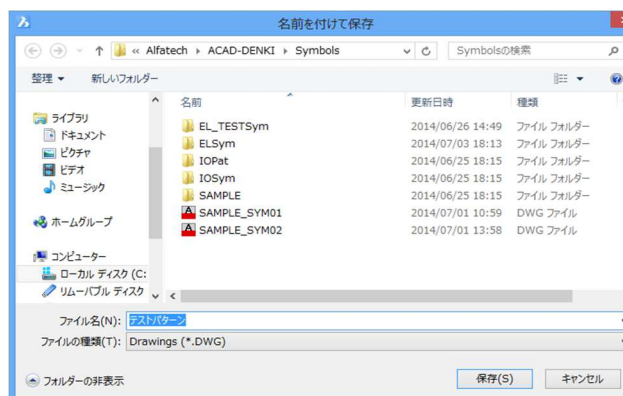 名前を付けて保存
« Alfatech ▸ ACAD-DENKI ▸ Symbols
Symbolsの検索
整理 新しいフォルダー
名前 更新日時 種類
ライブラリ
ドキュメント
ピクチャ
ビデオ
ミュージック
ホームグループ
コンピューター
ローカル ディスク (C:
リムーバブル ディスク
EL_TESTSym 2014/06/26 14:49 ファイル フォルダー
ELSym 2014/07/03 18:13 ファイル フォルダー
IOPat 2014/06/25 18:15 ファイル フォルダー
IOSym 2014/06/25 18:15 ファイル フォルダー
SAMPLE 2014/06/25 18:15 ファイル フォルダー
SAMPLE_SYM01 2014/07/01 10:59 DWG ファイル
SAMPLE_SYM02 2014/07/01 13:58 DWG ファイル
ファイル名(N): テストパターン
ファイルの種類(T): Drawings (*.DWG)
フォルダーの非表示 保存(S) キャンセル